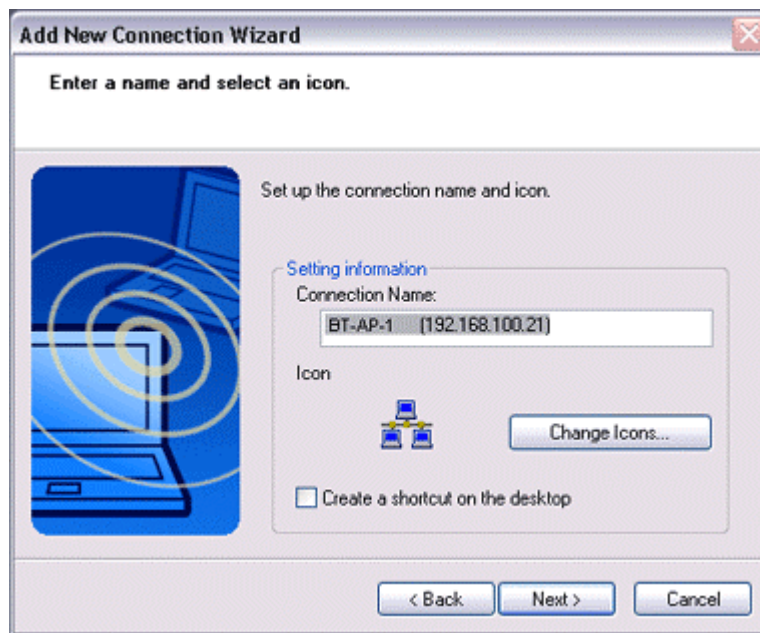 Add New Connection Wizard
Enter a name and select an icon.
Set up the connection name and icon.
Setting information
Connection Name:
BT-AP-1 (192.168.100.21)
Icon
Change Icons...
Create a shortcut on the desktop
< Back Next > Cancel